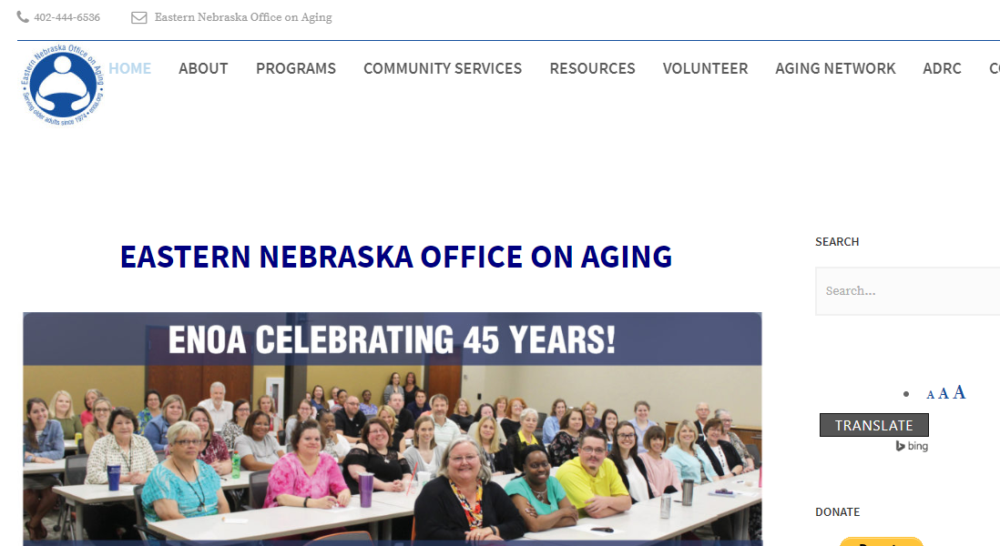 402-444-6536 Eastern Nebraska Office on Aging
Eastern Nebraska Office on Aging
Serving older adults since 1974 • enoa.org
HOME ABOUT PROGRAMS COMMUNITY SERVICES RESOURCES VOLUNTEER AGING NETWORK ADRC
EASTERN NEBRASKA OFFICE ON AGING
ENOA CELEBRATING 45 YEARS!
SEARCH
Search...
A A A
TRANSLATE
bing
DONATE